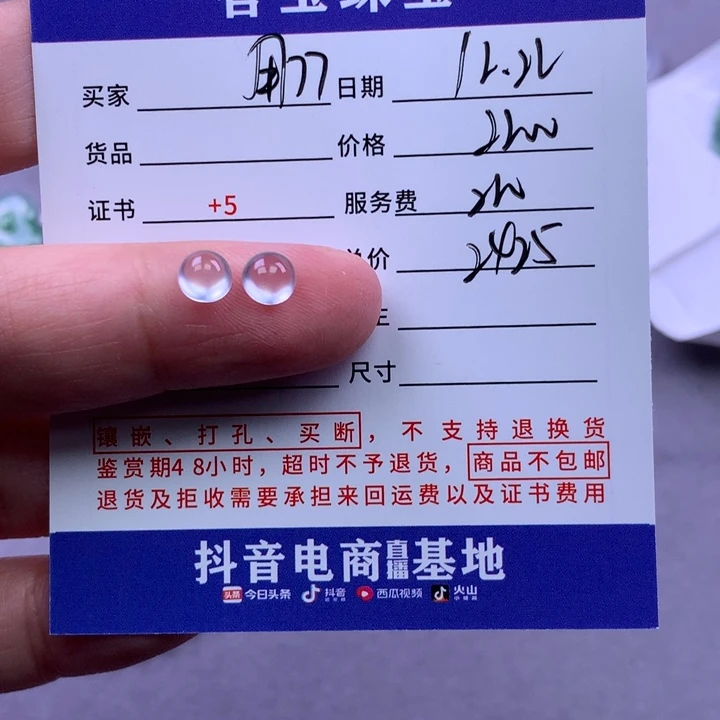 买家 用77 日期
货品 价格 2200
证书 +5 服务费
总价 2425
尺寸
镶嵌、打孔、买断，不支持退换货
鉴赏期48小时，超时不予退货，商品不包邮
退货及拒收需要承担来回运费以及证书费用
抖音电商直播基地
头条 今日头条 抖音 西瓜视频 火山